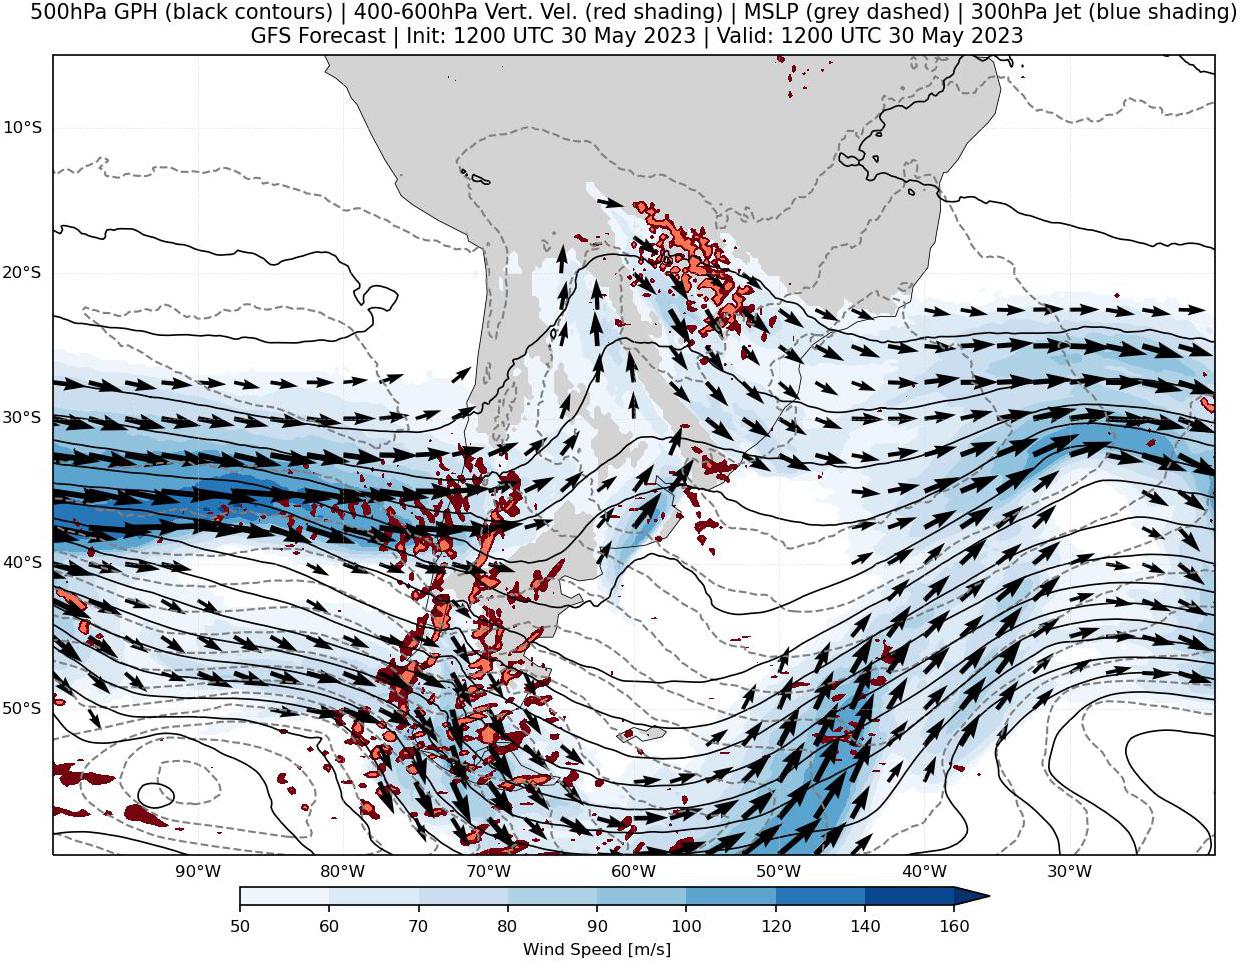 500hPa GPH (black contours) | 400-600hPa Vert. Vel. (red shading) | MSLP (grey dashed) | 300hPa Jet (blue shading)
GFS Forecast | Init: 1200 UTC 30 May 2023 | Valid: 1200 UTC 30 May 2023
10°S
20°S
30°S
40°S
50°S
90°W 80°W 70°W 60°W 50°W 40°W 30°W
50 60 70 80 90 100 120 140 160
Wind Speed [m/s]